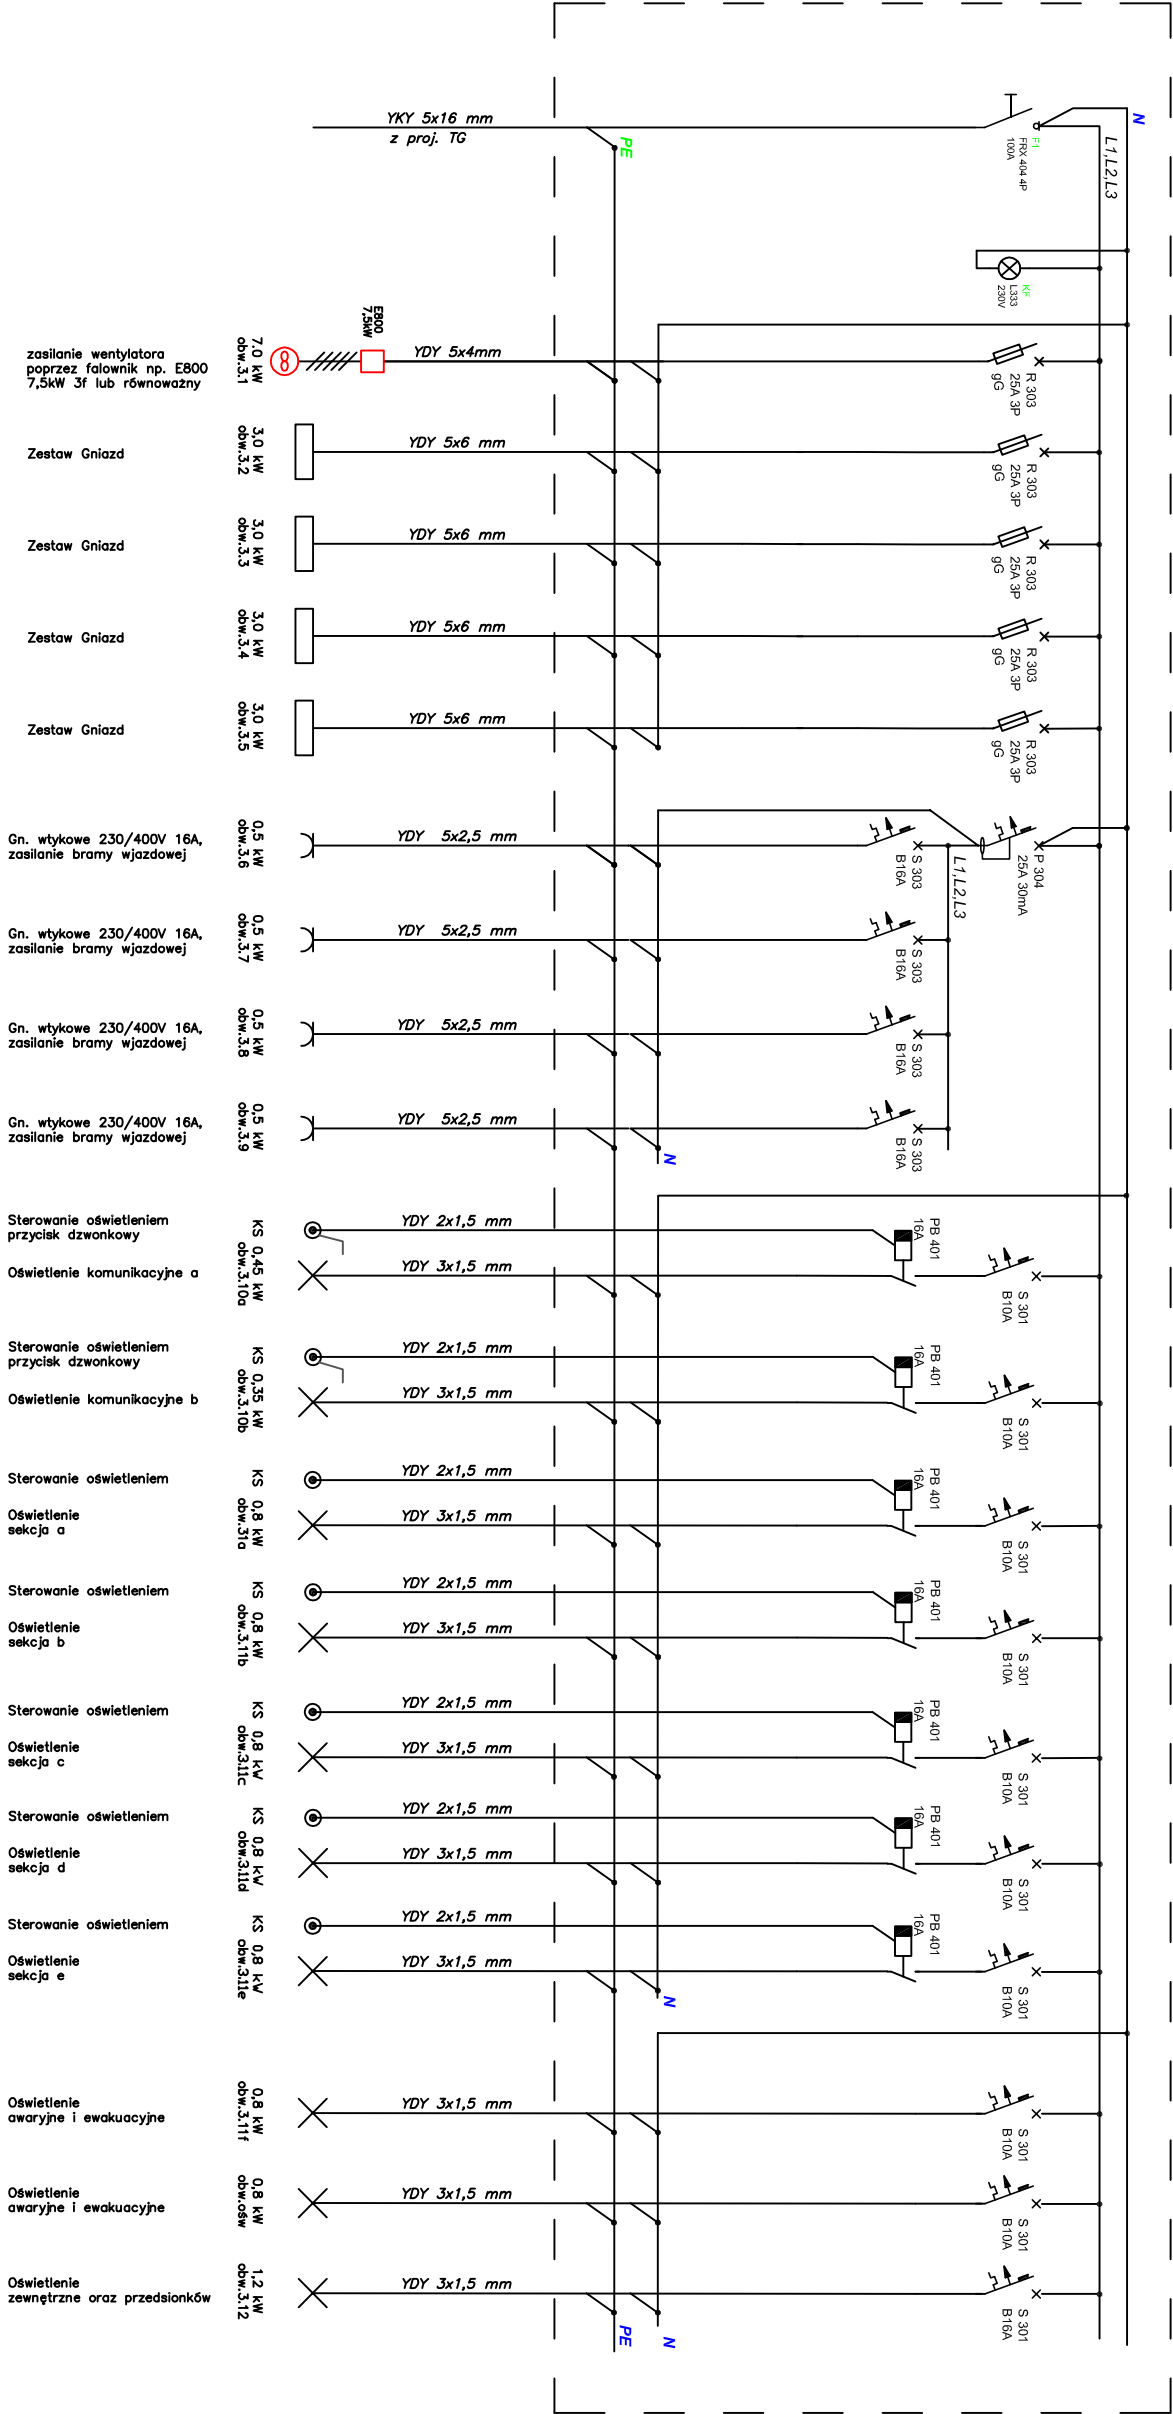 N
YKY 5x16 mm
z proj. TG
PE
F1
FRX 404 4P
100A
L1,L2,L3
KF
L333
230V
E800
7,5kW
zasilanie wentylatora
poprzez falownik np. E800
7,5kW 3f lub równoważny
7.0 kW
obw.3.1
YDY 5x4mm
R 303
25A 3P
gG
Zestaw Gniazd
3,0 kW
obw.3.2
YDY 5x6 mm
R 303
25A 3P
gG
Zestaw Gniazd
3,0 kW
obw.3.3
YDY 5x6 mm
R 303
25A 3P
gG
Zestaw Gniazd
3,0 kW
obw.3.4
YDY 5x6 mm
R 303
25A 3P
gG
Zestaw Gniazd
3,0 kW
obw.3.5
YDY 5x6 mm
R 303
25A 3P
gG
Gn. wtykowe 230/400V 16A,
zasilanie bramy wjazdowej
0,5 kW
obw.3.6
YDY 5x2,5 mm
S 303
B16A
L1,L2,L3
P 304
25A 30mA
Gn. wtykowe 230/400V 16A,
zasilanie bramy wjazdowej
0,5 kW
obw.3.7
YDY 5x2,5 mm
S 303
B16A
Gn. wtykowe 230/400V 16A,
zasilanie bramy wjazdowej
0,5 kW
obw.3.8
YDY 5x2,5 mm
S 303
B16A
Gn. wtykowe 230/400V 16A,
zasilanie bramy wjazdowej
0,5 kW
obw.3.9
YDY 5x2,5 mm
N
S 303
B16A
Sterowanie oświetleniem
przycisk dzwonkowy
KS
YDY 2x1,5 mm
PB 401
16A
Oświetlenie komunikacyjne a
0,45 kW
obw.3.10a
YDY 3x1,5 mm
S 301
B10A
Sterowanie oświetleniem
przycisk dzwonkowy
KS
YDY 2x1,5 mm
PB 401
16A
Oświetlenie komunikacyjne b
0,35 kW
obw.3.10b
YDY 3x1,5 mm
S 301
B10A
Sterowanie oświetleniem
KS
YDY 2x1,5 mm
PB 401
16A
Oświetlenie
sekcja a
0,8 kW
obw.31a
YDY 3x1,5 mm
S 301
B10A
Sterowanie oświetleniem
KS
YDY 2x1,5 mm
PB 401
16A
Oświetlenie
sekcja b
0,8 kW
obw.3.11b
YDY 3x1,5 mm
S 301
B10A
Sterowanie oświetleniem
KS
YDY 2x1,5 mm
PB 401
16A
Oświetlenie
sekcja c
0,8 kW
obw.3.11c
YDY 3x1,5 mm
S 301
B10A
Sterowanie oświetleniem
KS
YDY 2x1,5 mm
PB 401
16A
Oświetlenie
sekcja d
0,8 kW
obw.3.11d
YDY 3x1,5 mm
S 301
B10A
Sterowanie oświetleniem
KS
YDY 2x1,5 mm
PB 401
16A
Oświetlenie
sekcja e
0,8 kW
obw.3.11e
YDY 3x1,5 mm
N
S 301
B10A
Oświetlenie
awaryjne i ewakuacyjne
0,8 kW
obw.3.11f
YDY 3x1,5 mm
S 301
B10A
Oświetlenie
awaryjne i ewakuacyjne
0,8 kW
obw.ośw
YDY 3x1,5 mm
S 301
B10A
Oświetlenie
zewnętrzne oraz przedsionków
1,2 kW
obw.3.12
YDY 3x1,5 mm
S 301
B16A
PE
N